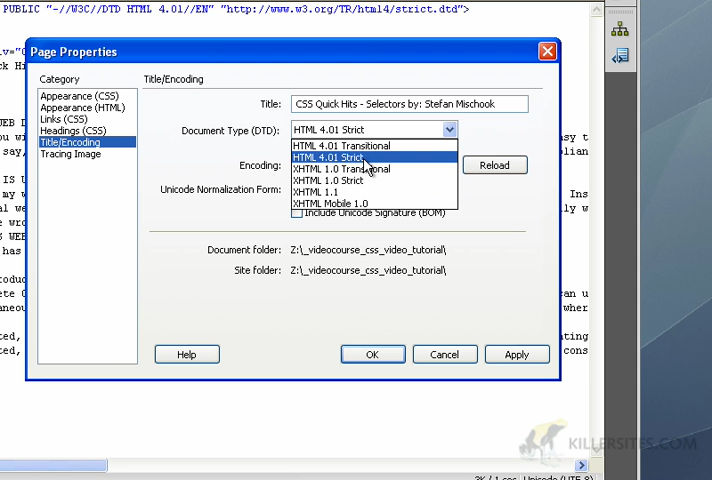 PUBLIC "-//W3C//DTD HTML 4.01//EN" "http://www.w3.org/TR/html4/strict.dtd">
Page Properties
Category
Title/Encoding
Appearance (CSS)
Appearance (HTML)
Links (CSS)
Headings (CSS)
Title/Encoding
Tracing Image
Title: CSS Quick Hits - Selectors by: Stefan Mischook
Document Type (DTD): HTML 4.01 Strict
HTML 4.01 Transitional
HTML 4.01 Strict
XHTML 1.0 Transitional
XHTML 1.0 Strict
XHTML 1.1
XHTML Mobile 1.0
Encoding:
Reload
Unicode Normalization Form:
Include Unicode Signature (BOM)
Document folder: Z:\_videocourse_css_video_tutorial\
Site folder: Z:\_videocourse_css_video_tutorial\
Help
OK
Cancel
Apply
KILLERSITES.COM